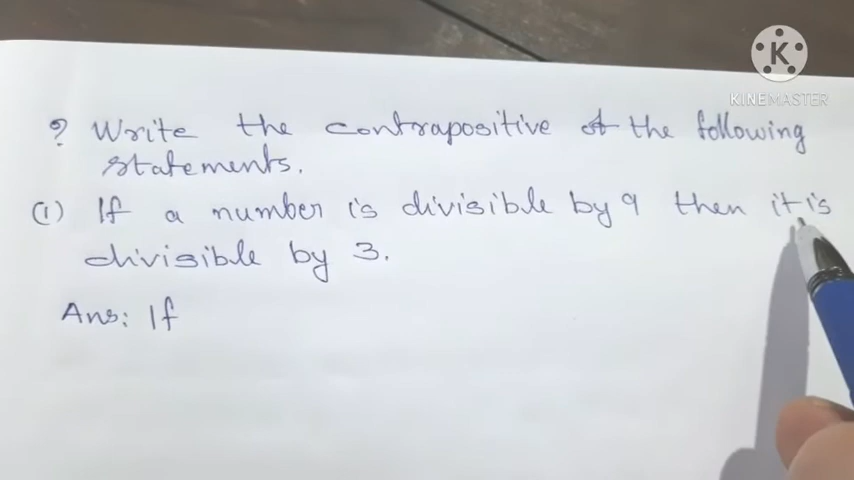 KINEMASTER
? Write the contrapositive of the following
statements.
(1) If a number is divisible by 9 then it is
divisible by 3.
Ans: If